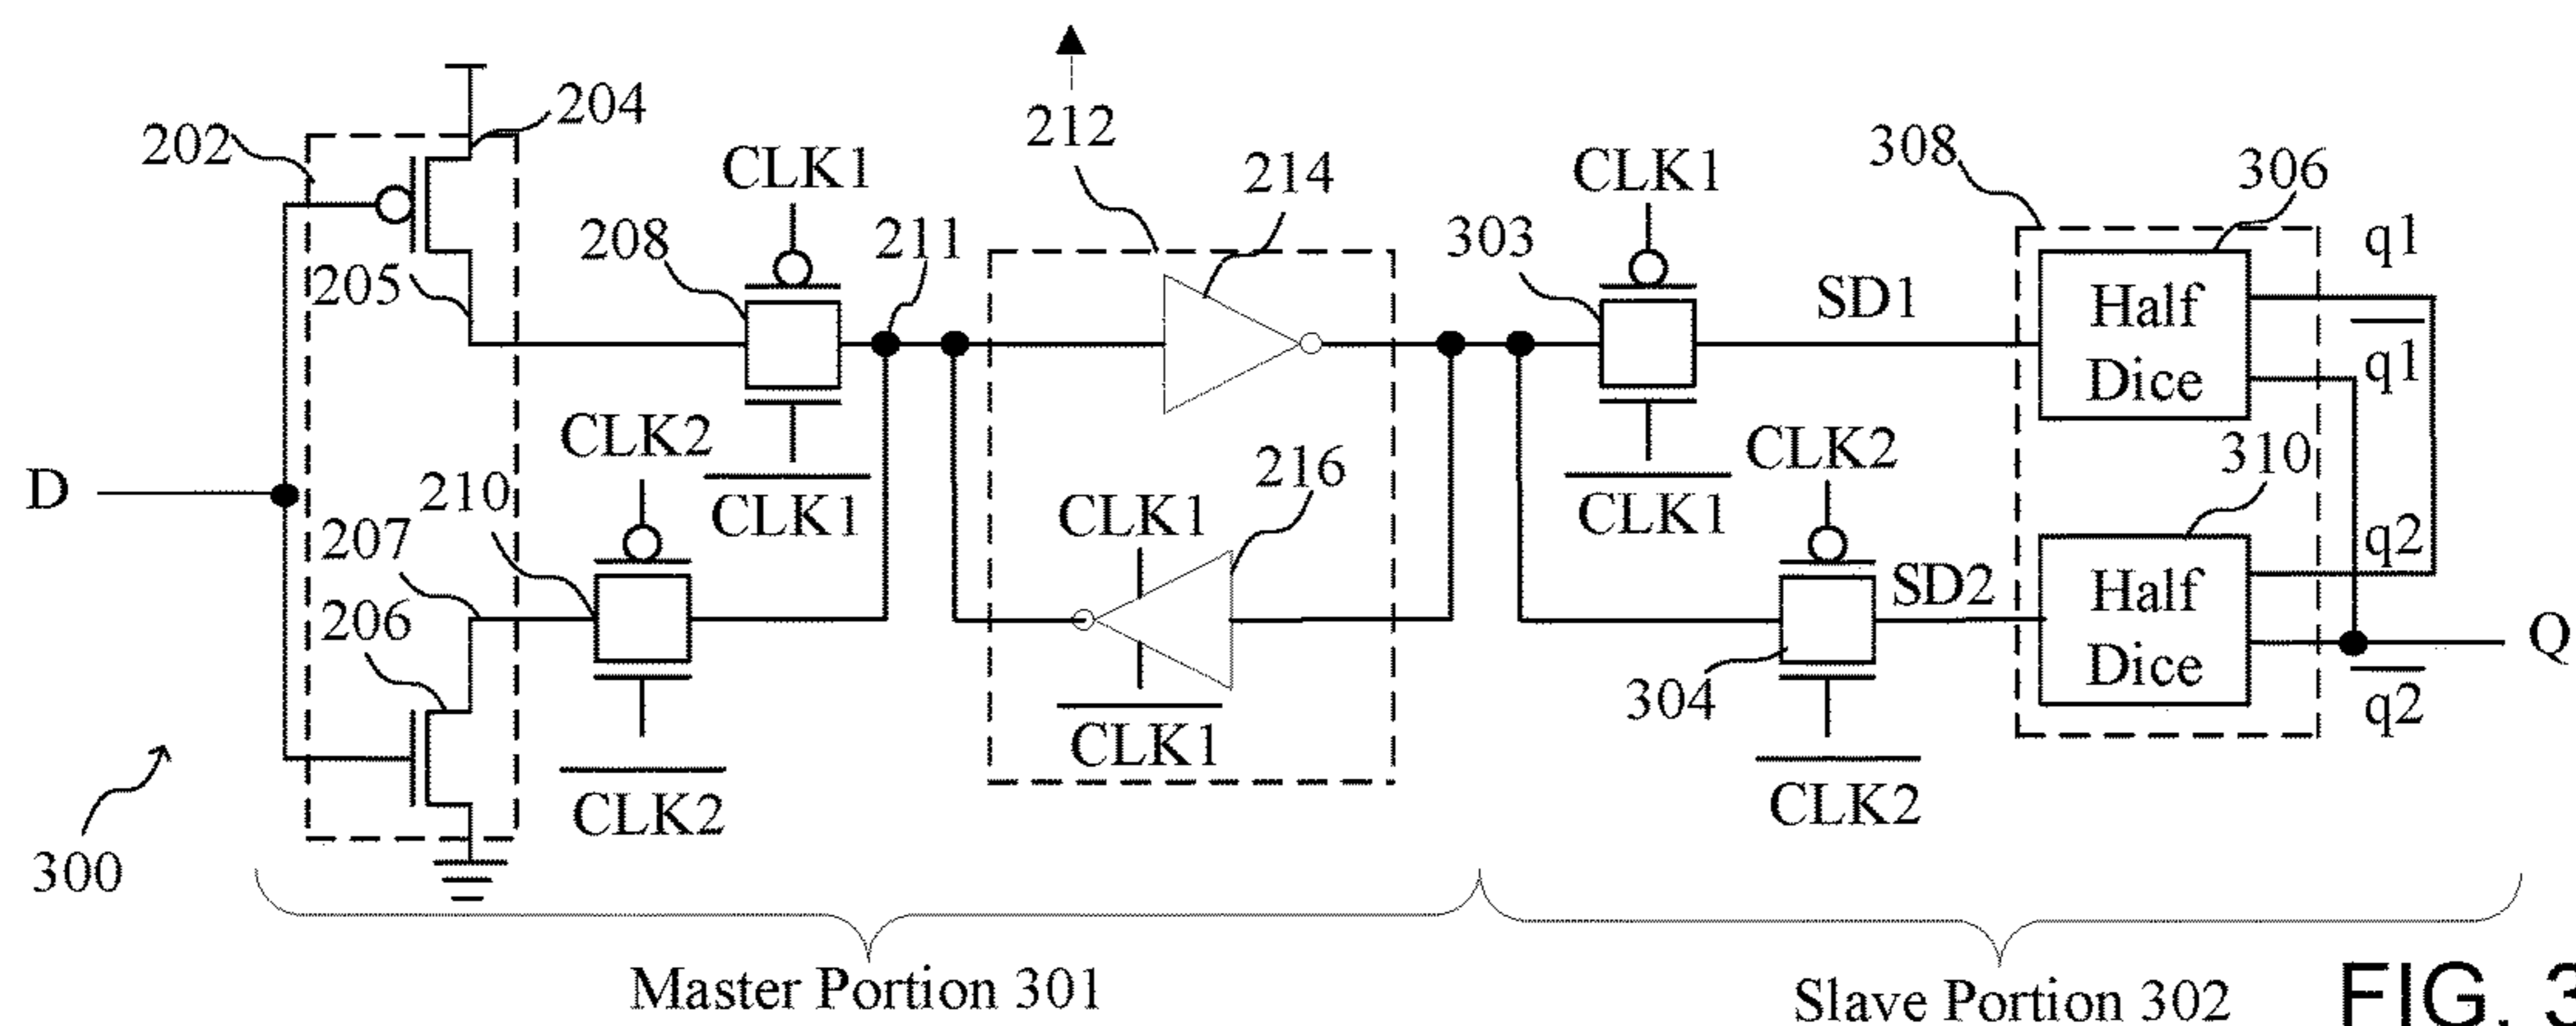 204
202
212
CLK1
214
CLK1
308
306
q1
208
211
303
205
SD1
Half
Dice
q1
CLK2
CLK2
310
D
210
CLK1
CLK1
216
CLK1
207
q2
206
SD2
Half
Dice
Q
304
CLK1
q2
CLK2
CLK2
300
Master Portion 301
Slave Portion 302
FIG. 3